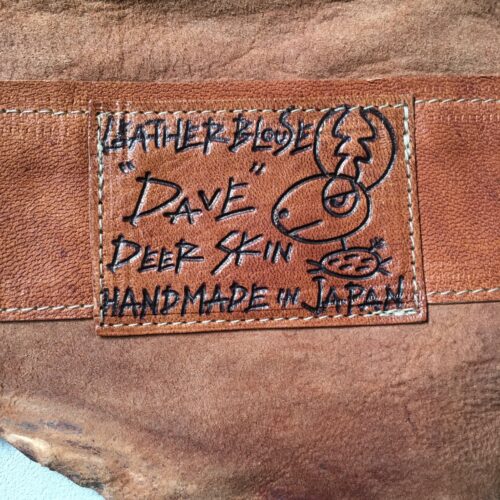 LEATHER BLOUSE
"DAVE"
DEER SKIN
HANDMADE IN JAPAN